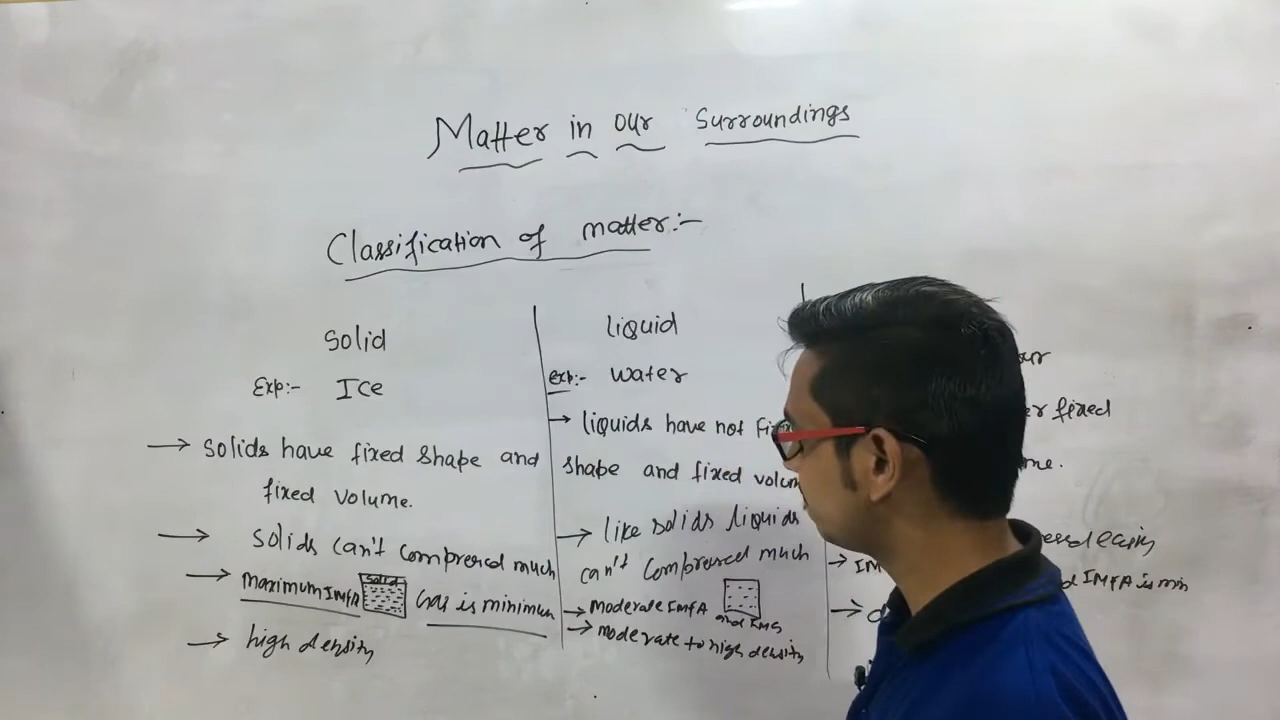 Matter in our Surroundings
Classification of matter:-
Solid
Exp:- Ice
→ solids have fixed shape and
fixed volume.
→ solids can't compressed much
→ maximum IMFA solid is minimum
→ high density
liquid
exp:- water
→ liquids have not
shape and fixed
→ like solids liquids
can't compressed much
→ moderate IMFA and
→ moderate to high density
fixed
→
IMFA is min
→